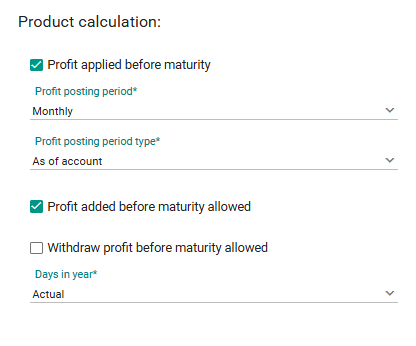 Product calculation:
Profit applied before maturity
Profit posting period*
Monthly
Profit posting period type*
As of account
Profit added before maturity allowed
Withdraw profit before maturity allowed
Days in year*
Actual